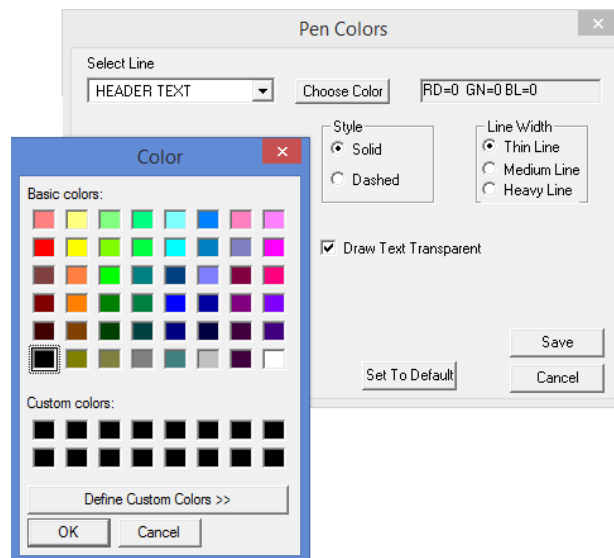 Pen Colors
Select Line
HEADER TEXT
Choose Color
RD=0 GN=0 BL=0
Style
Solid
Dashed
Line Width
Thin Line
Medium Line
Heavy Line
Draw Text Transparent
Save
Set To Default
Cancel
Color
Basic colors:
Custom colors:
Define Custom Colors >>
OK
Cancel